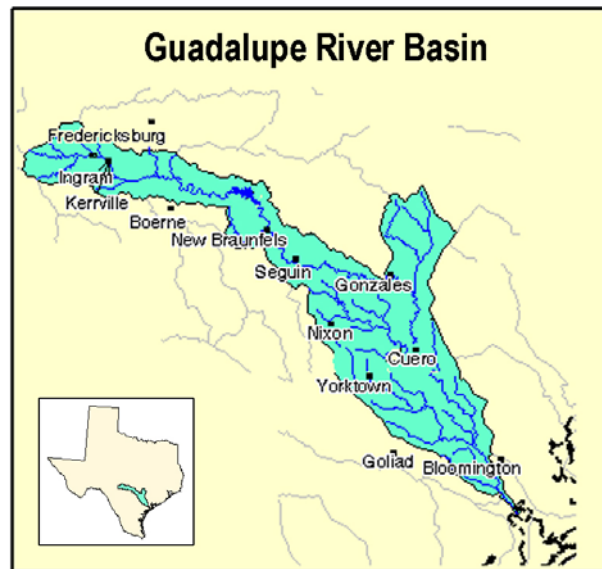 Guadalupe River Basin
Fredericksburg
Ingram
Kerrville
Boerne
New Braunfels
Seguin
Gonzales
Nixon
Cuero
Yorktown
Goliad
Bloomington